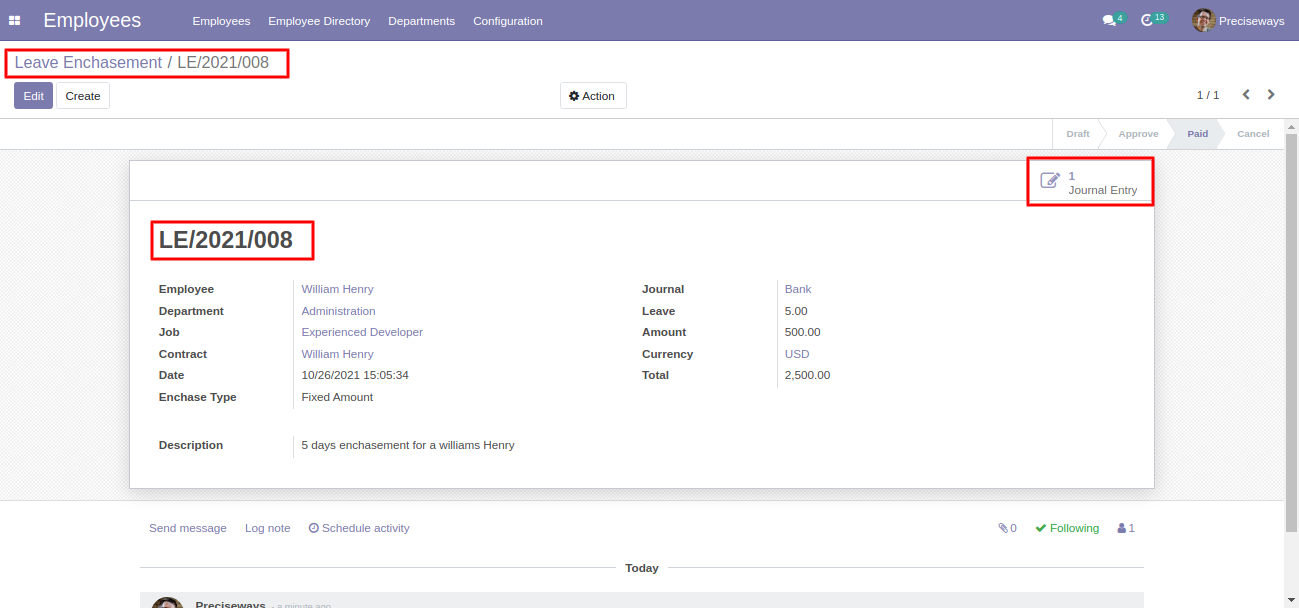 Employees Employees Employee Directory Departments Configuration 4 13 Preciseways
Leave Enchasement / LE/2021/008
Edit Create Action 1 / 1
Draft Approve Paid Cancel
1
Journal Entry
LE/2021/008
Employee William Henry Journal Bank
Department Administration Leave 5.00
Job Experienced Developer Amount 500.00
Contract William Henry Currency USD
Date 10/26/2021 15:05:34 Total 2,500.00
Enchase Type Fixed Amount
Description 5 days enchasement for a williams Henry
Send message Log note Schedule activity 0 Following 1
Today
Preciseways - a minute ago